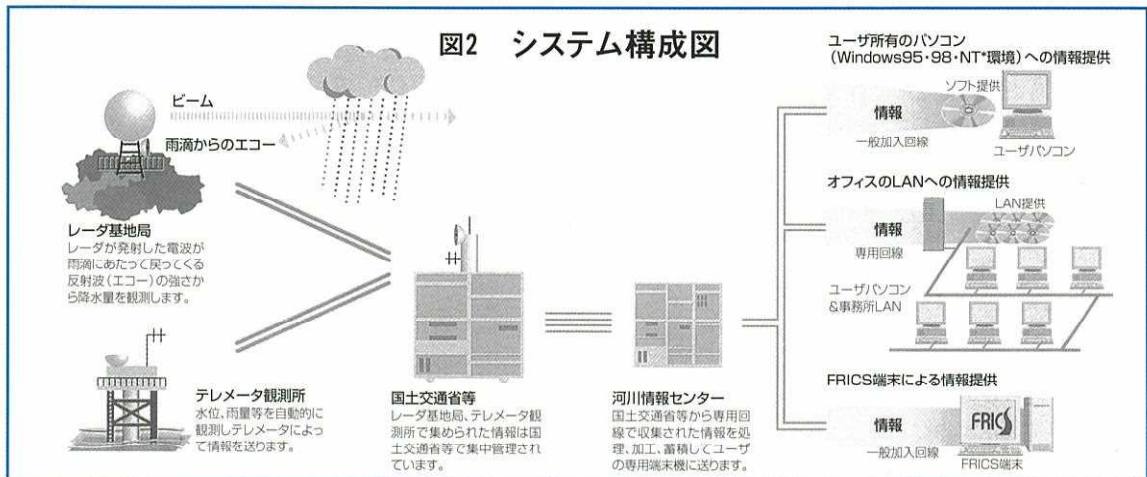 図2 システム構成図
ビーム
雨滴からのエコー
レーダ基地局
レーダが発射した電波が
雨滴にあたって戻ってくる
反射波(エコー)の強さか
ら降水量を観測します。
テレメータ観測所
水位、雨量等を自動的に
観測しテレメータによっ
て情報を送ります。
国土交通省等
レーダ基地局、テレメータ観
測所で集められた情報は国
土交通省等で集中管理され
ています。
河川情報センター
国土交通省等から専用回
線で収集された情報を処
理、加工、蓄積してユーザ
の専用端末機に送ります。
ユーザ所有のパソコン
(Windows95・98・NT*環境)への情報提供
ソフト提供
情報
一般加入回線
ユーザパソコン
オフィスのLANへの情報提供
LAN提供
情報
専用回線
ユーザパソコン
&事務所LAN
FRICS端末による情報提供
情報
FRICS
一般加入回線
FRICS端末